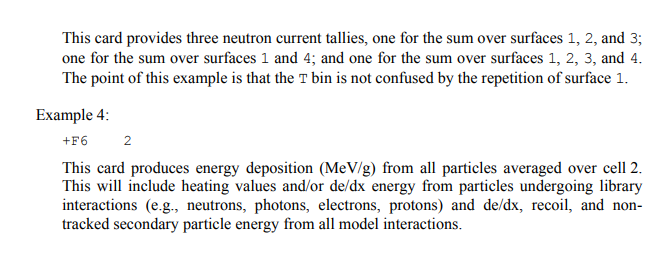 This card provides three neutron current tallies, one for the sum over surfaces 1, 2, and 3;
one for the sum over surfaces 1 and 4; and one for the sum over surfaces 1, 2, 3, and 4.
The point of this example is that the T bin is not confused by the repetition of surface 1.
Example 4:
+F6 2
This card produces energy deposition (MeV/g) from all particles averaged over cell 2.
This will include heating values and/or de/dx energy from particles undergoing library
interactions (e.g., neutrons, photons, electrons, protons) and de/dx, recoil, and non-
tracked secondary particle energy from all model interactions.